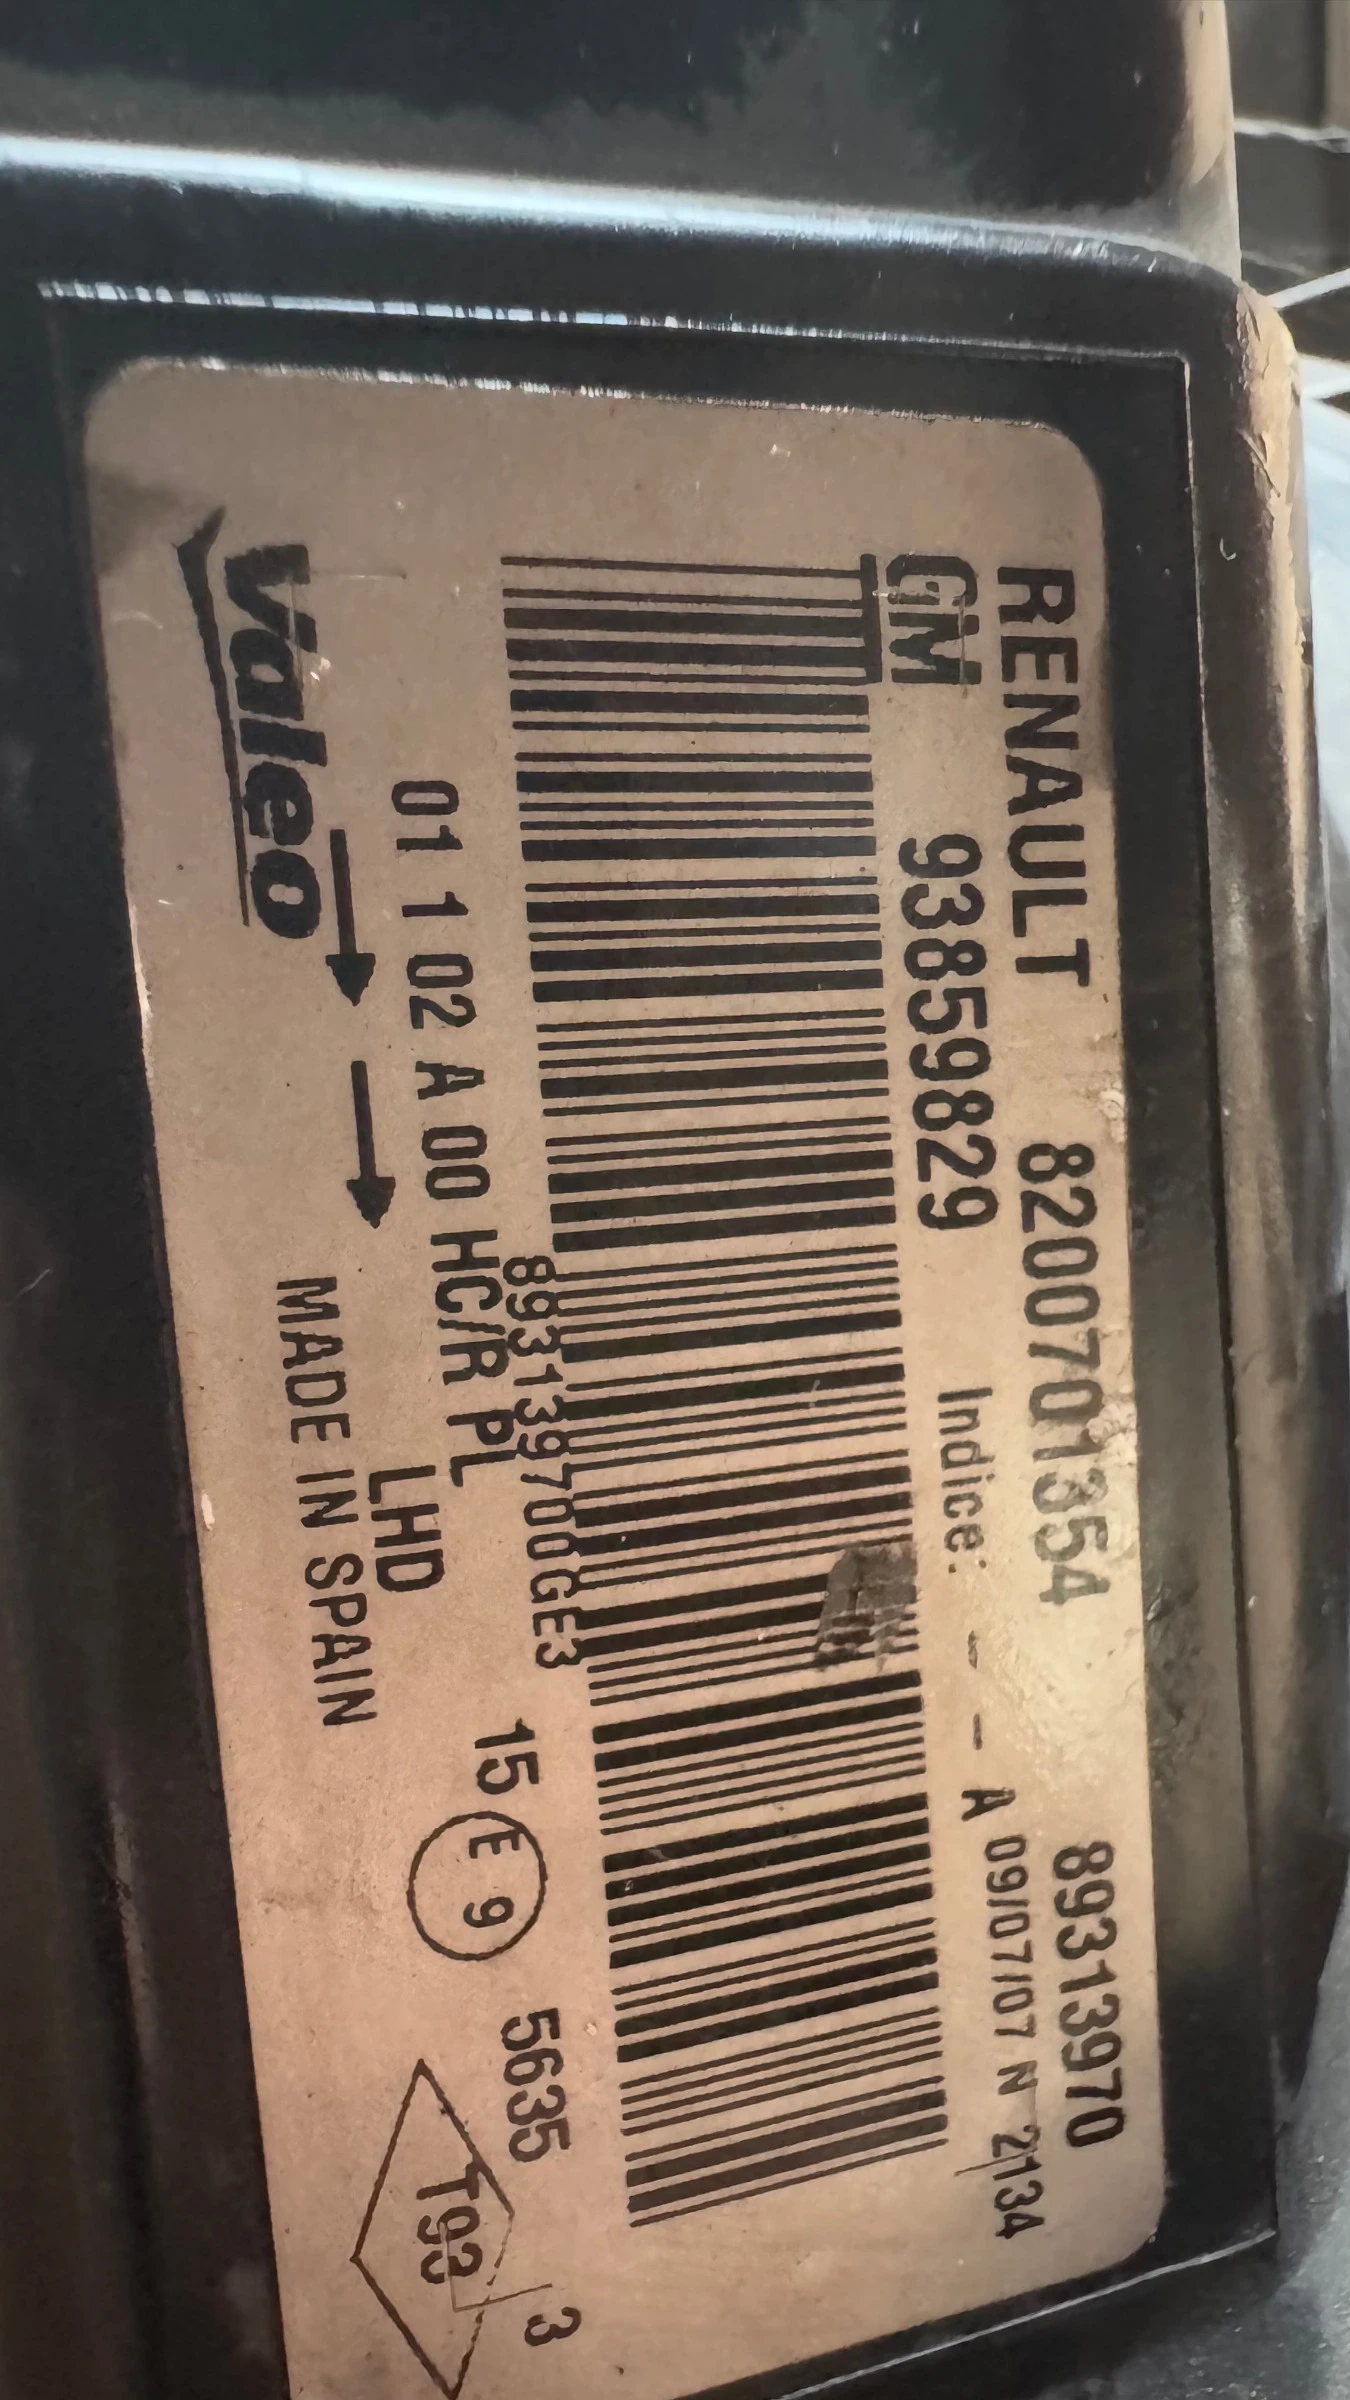 RENAULT 8200701354 89313970
GM 93859829 Indice: - - A 09/07/07 N 2134
893139700GE3
01 1 02 A 00 HC/R PL 15 E 9 5635 3
LHD T93
Valeo MADE IN SPAIN